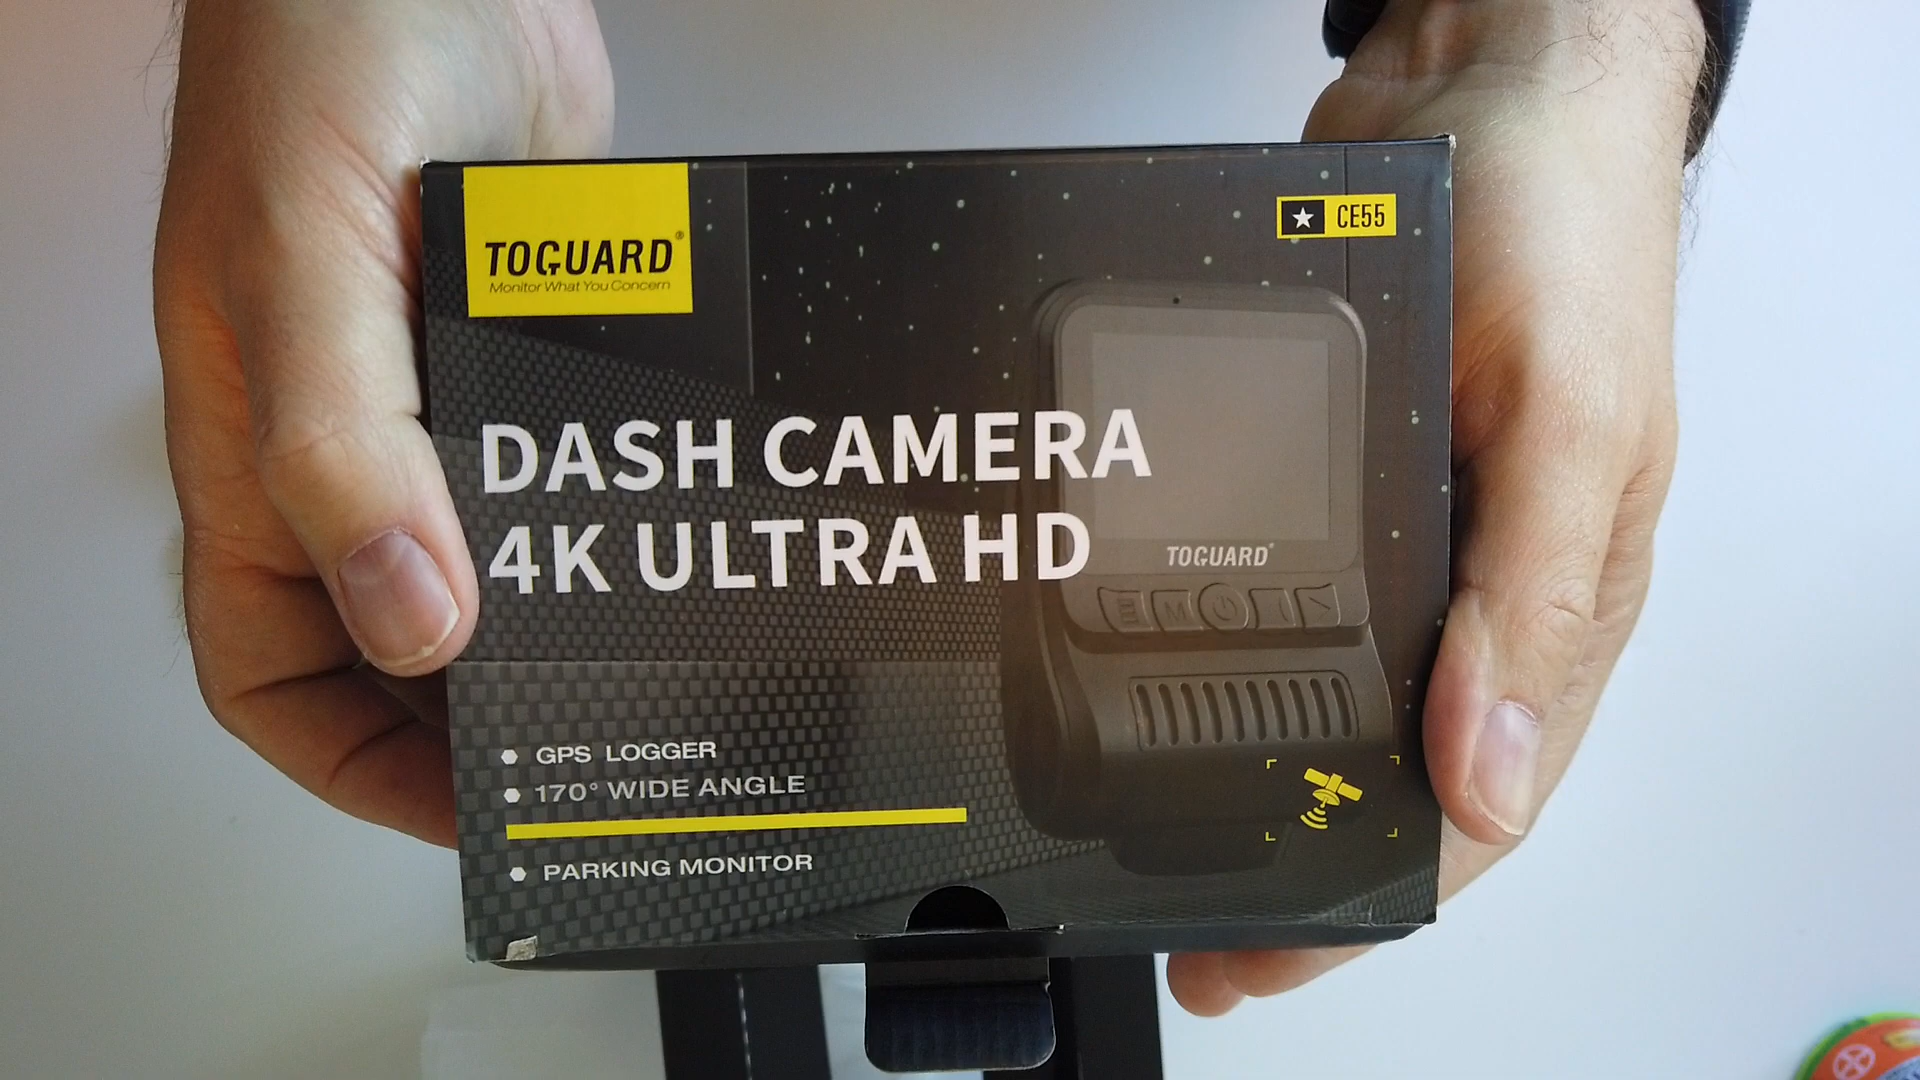 TOGUARD®
Monitor What You Concern
CE55
DASH CAMERA
4K ULTRA HD
TOGUARD
M
GPS LOGGER
170° WIDE ANGLE
PARKING MONITOR